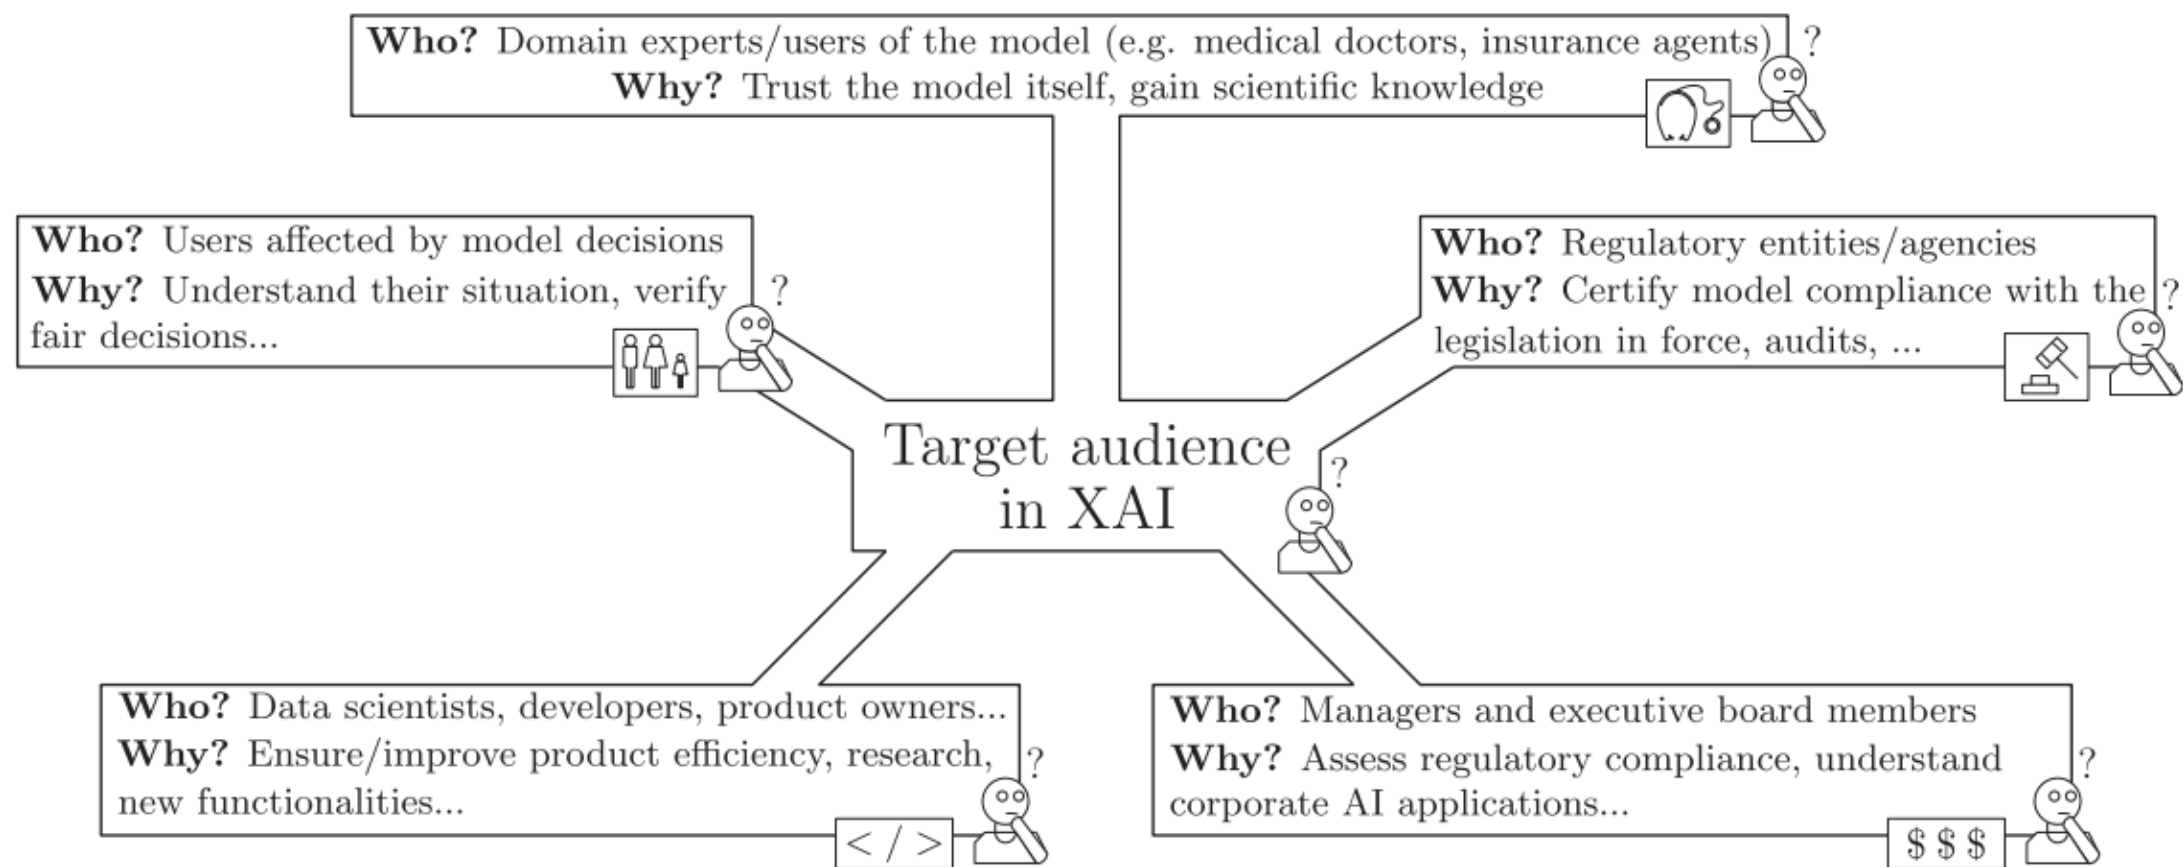 Who? Domain experts/users of the model (e.g. medical doctors, insurance agents)
?
Why? Trust the model itself, gain scientific knowledge
Who? Users affected by model decisions
Why? Understand their situation, verify
?
fair decisions...
Who? Regulatory entities/agencies
Why? Certify model compliance with the
?
legislation in force, audits, ...
Target audience
in XAI
?
Who? Data scientists, developers, product owners...
Why? Ensure/improve product efficiency, research,
?
new functionalities...
< / >
Who? Managers and executive board members
Why? Assess regulatory compliance, understand
?
corporate AI applications...
$ $ $